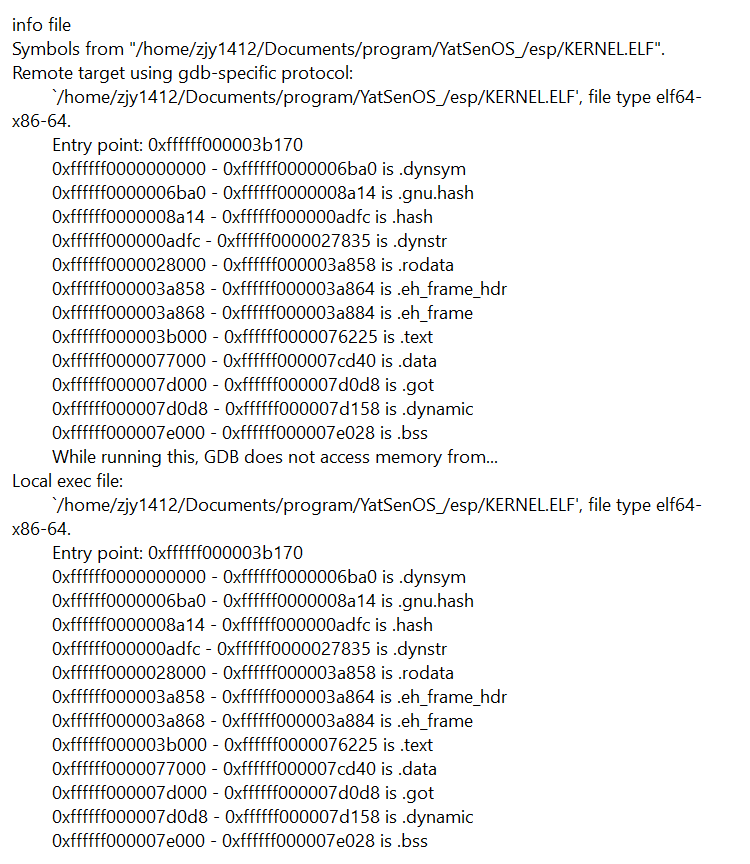 info file
Symbols from "/home/zjy1412/Documents/program/YatSenOS_/esp/KERNEL.ELF".
Remote target using gdb-specific protocol:
`/home/zjy1412/Documents/program/YatSenOS_/esp/KERNEL.ELF', file type elf64-
x86-64.
Entry point: 0xffffff000003b170
0xffffff0000000000 - 0xffffff0000006ba0 is .dynsym
0xffffff0000006ba0 - 0xffffff0000008a14 is .gnu.hash
0xffffff0000008a14 - 0xffffff000000adfc is .hash
0xffffff000000adfc - 0xffffff0000027835 is .dynstr
0xffffff0000028000 - 0xffffff000003a858 is .rodata
0xffffff000003a858 - 0xffffff000003a864 is .eh_frame_hdr
0xffffff000003a868 - 0xffffff000003a884 is .eh_frame
0xffffff000003b000 - 0xffffff0000076225 is .text
0xffffff0000077000 - 0xffffff000007cd40 is .data
0xffffff000007d000 - 0xffffff000007d0d8 is .got
0xffffff000007d0d8 - 0xffffff000007d158 is .dynamic
0xffffff000007e000 - 0xffffff000007e028 is .bss
While running this, GDB does not access memory from...
Local exec file:
`/home/zjy1412/Documents/program/YatSenOS_/esp/KERNEL.ELF', file type elf64-
x86-64.
Entry point: 0xffffff000003b170
0xffffff0000000000 - 0xffffff0000006ba0 is .dynsym
0xffffff0000006ba0 - 0xffffff0000008a14 is .gnu.hash
0xffffff0000008a14 - 0xffffff000000adfc is .hash
0xffffff000000adfc - 0xffffff0000027835 is .dynstr
0xffffff0000028000 - 0xffffff000003a858 is .rodata
0xffffff000003a858 - 0xffffff000003a864 is .eh_frame_hdr
0xffffff000003a868 - 0xffffff000003a884 is .eh_frame
0xffffff000003b000 - 0xffffff0000076225 is .text
0xffffff0000077000 - 0xffffff000007cd40 is .data
0xffffff000007d000 - 0xffffff000007d0d8 is .got
0xffffff000007d0d8 - 0xffffff000007d158 is .dynamic
0xffffff000007e000 - 0xffffff000007e028 is .bss